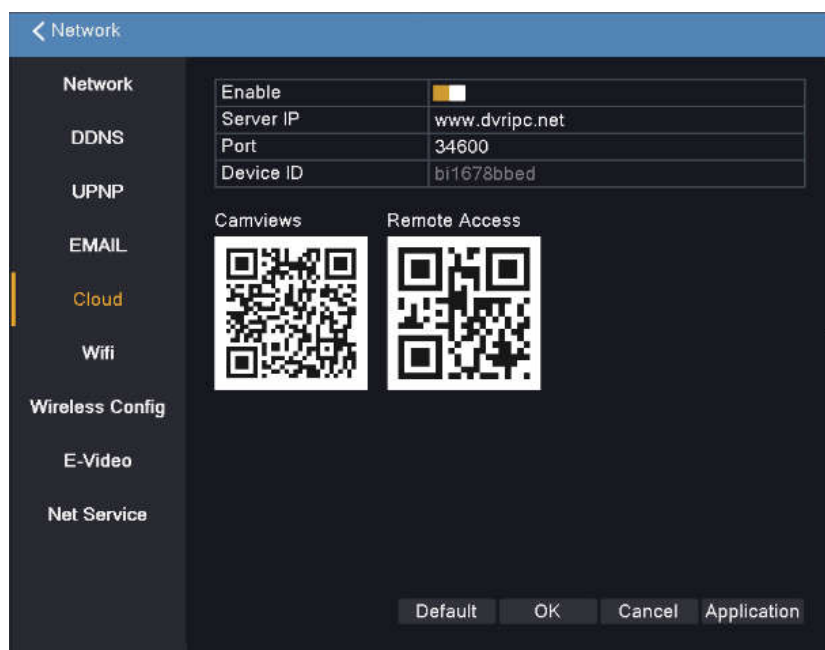 Network
Network
DDNS
UPNP
EMAIL
Cloud
Wifi
Wireless Config
E-Video
Net Service
Enable
Server IP www.dvripc.net
Port 34600
Device ID bi1678bbed
Camviews Remote Access
Default OK Cancel Application